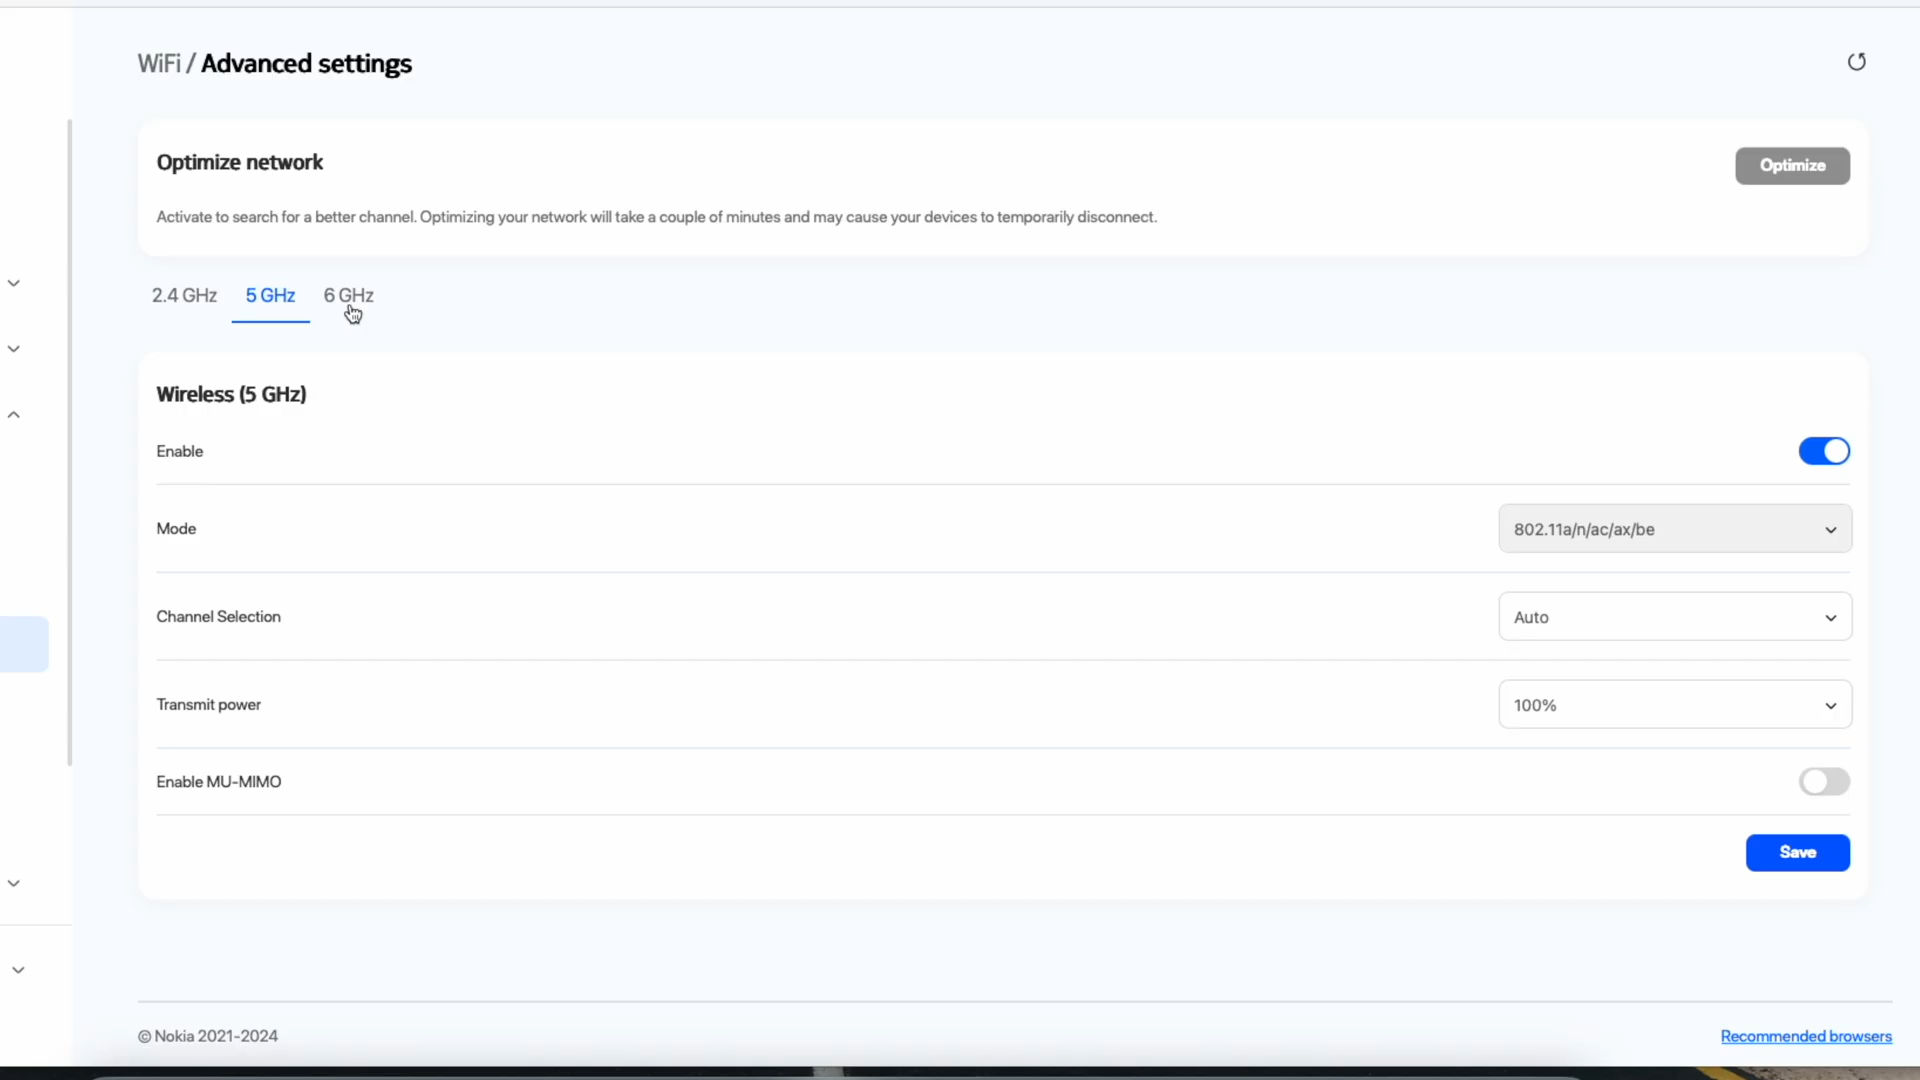 WiFi / Advanced settings
Optimize network
Optimize
Activate to search for a better channel. Optimizing your network will take a couple of minutes and may cause your devices to temporarily disconnect.
2.4 GHz 5 GHz 6 GHz
Wireless (5 GHz)
Enable
Mode 802.11a/n/ac/ax/be
Channel Selection Auto
Transmit power 100%
Enable MU-MIMO
Save
© Nokia 2021-2024 Recommended browsers